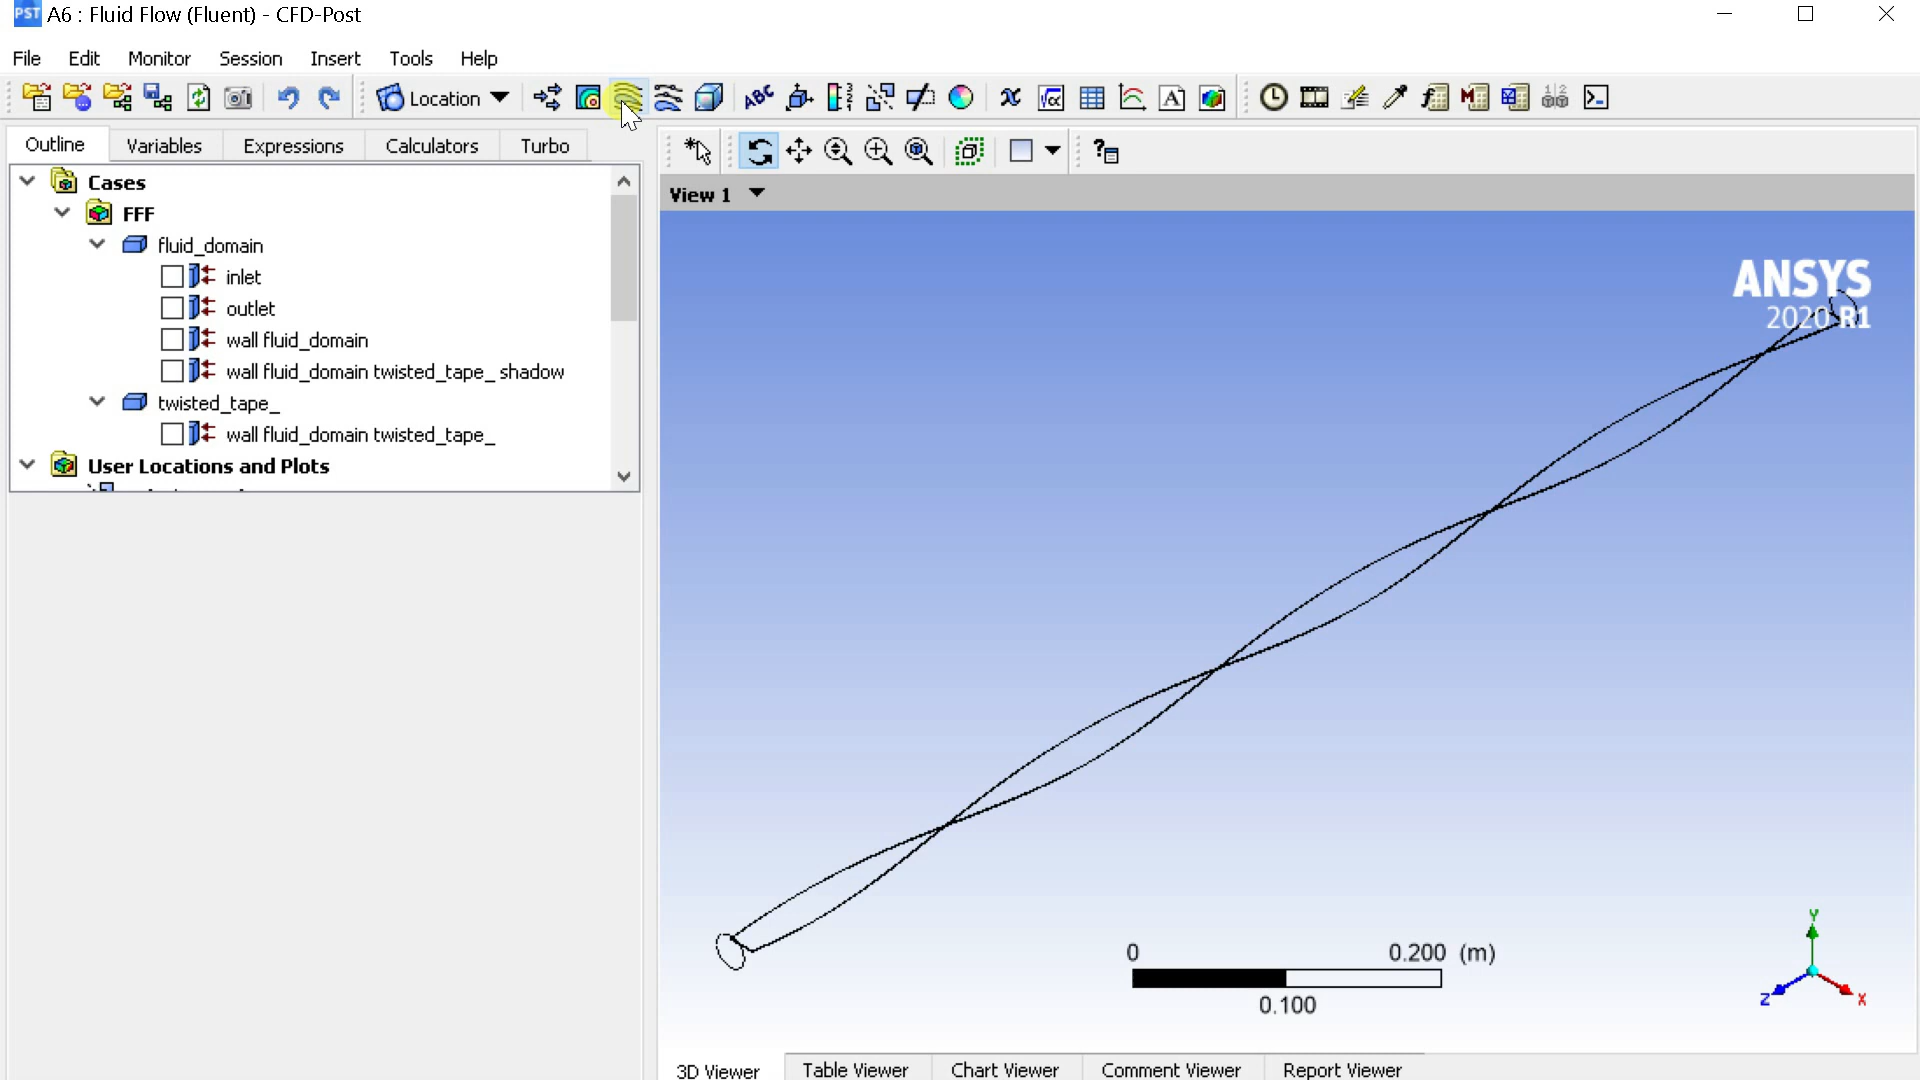 PST A6 : Fluid Flow (Fluent) - CFD-Post
File Edit Monitor Session Insert Tools Help
Location
Outline Variables Expressions Calculators Turbo
Cases
FFF
fluid_domain
inlet
outlet
wall fluid_domain
wall fluid_domain twisted_tape_ shadow
twisted_tape_
wall fluid_domain twisted_tape_
User Locations and Plots
View 1
ANSYS
2020 R1
0 0.200 (m)
0.100
Y
Z X
3D Viewer Table Viewer Chart Viewer Comment Viewer Report Viewer